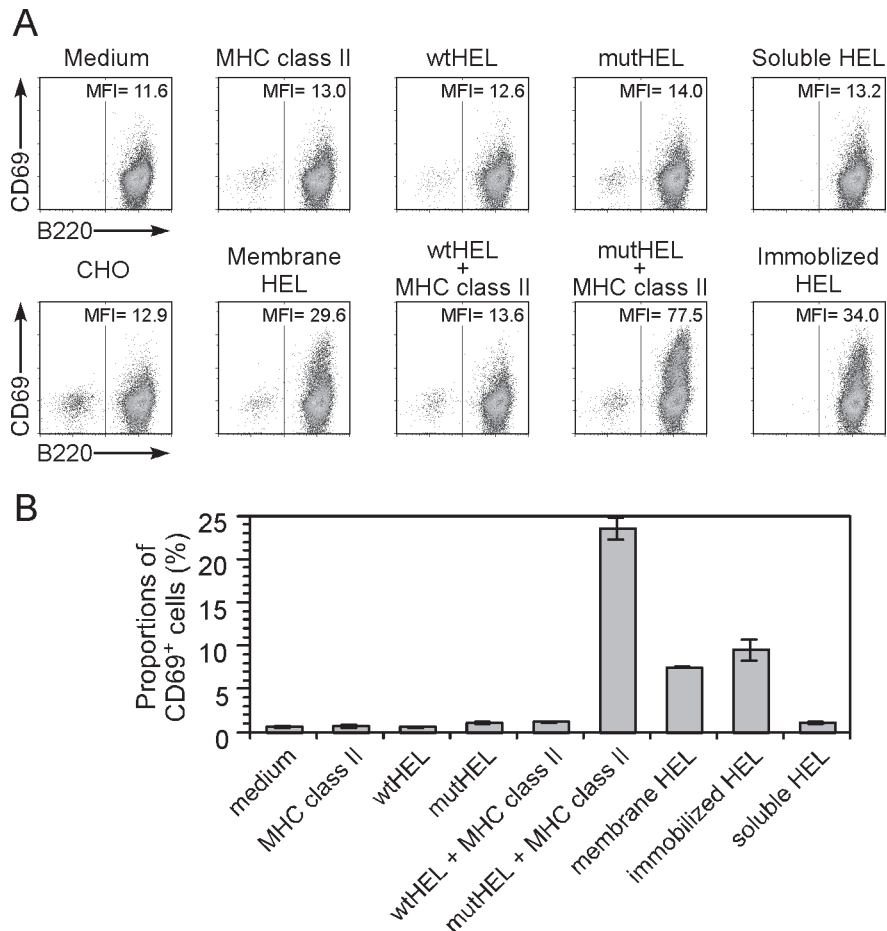 A
Medium
MHC class II
wtHEL
mutHEL
Soluble HEL
MFI= 11.6
MFI= 13.0
MFI= 12.6
MFI= 14.0
MFI= 13.2
CD69
B220
CHO
Membrane
HEL
wtHEL
+
MHC class II
mutHEL
+
MHC class II
Immoblized
HEL
MFI= 12.9
MFI= 29.6
MFI= 13.6
MFI= 77.5
MFI= 34.0
CD69
B220
B
Proportions of
CD69+ cells (%)
25
20
15
10
5
0
medium
MHC class II
wtHEL
mutHEL
wtHEL + MHC class II
mutHEL + MHC class II
membrane HEL
immobilized HEL
soluble HEL